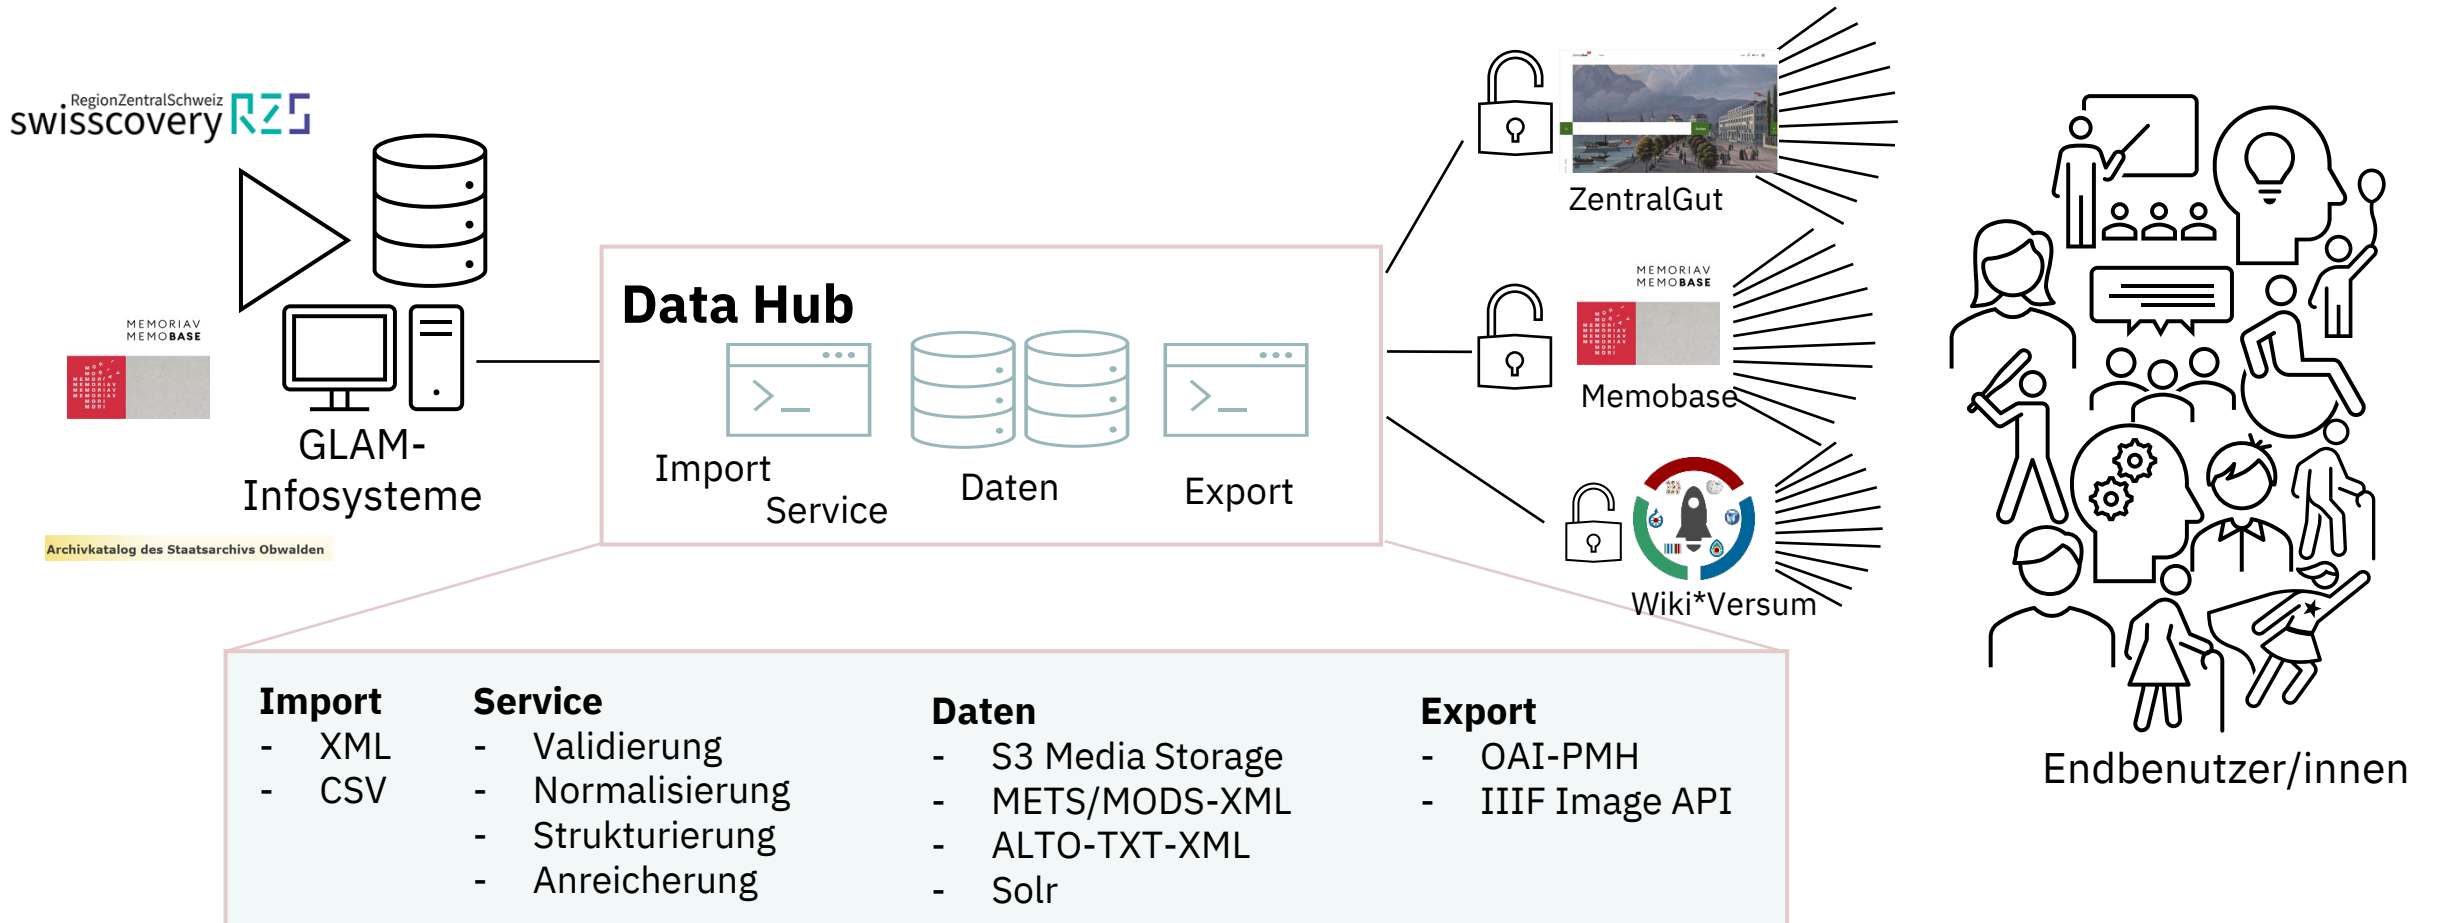 RegionZentralSchweiz
swisscovery RZS
MEMORIAV
MEMOBASE
GLAM-
Infosysteme
Archivkatalog des Staatsarchivs Obwalden
Data Hub
Import
Service
Daten
Export
ZentralGut
MEMORIAV
MEMOBASE
Memobase
Wiki*Versum
Endbenutzer/innen
Import
- XML
- CSV
Service
- Validierung
- Normalisierung
- Strukturierung
- Anreicherung
Daten
- S3 Media Storage
- METS/MODS-XML
- ALTO-TXT-XML
- Solr
Export
- OAI-PMH
- IIIF Image API